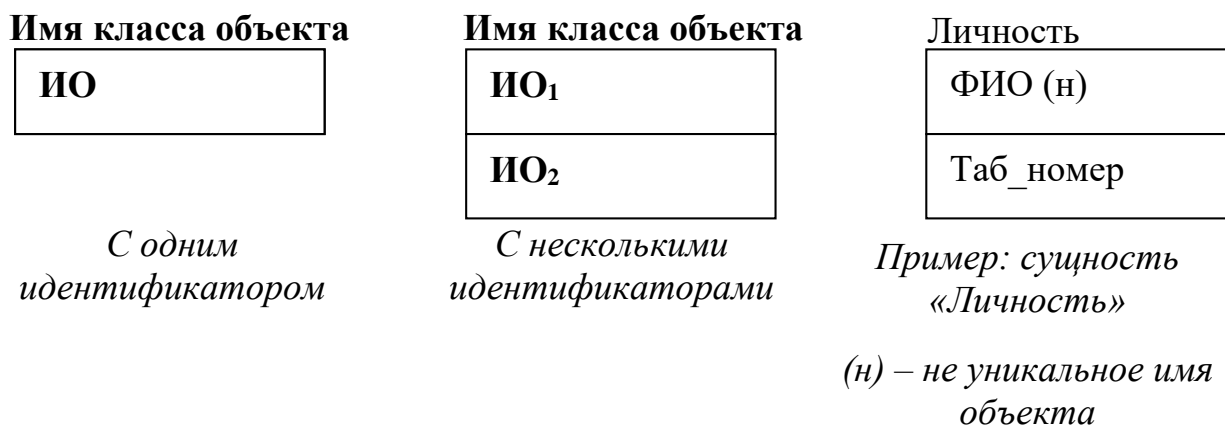 Имя класса объекта
ИО
С одним
идентификатором
Имя класса объекта
ИО₁
ИО₂
С несколькими
идентификаторами
Личность
ФИО (н)
Таб_номер
Пример: сущность
«Личность»
(н) – не уникальное имя
объекта